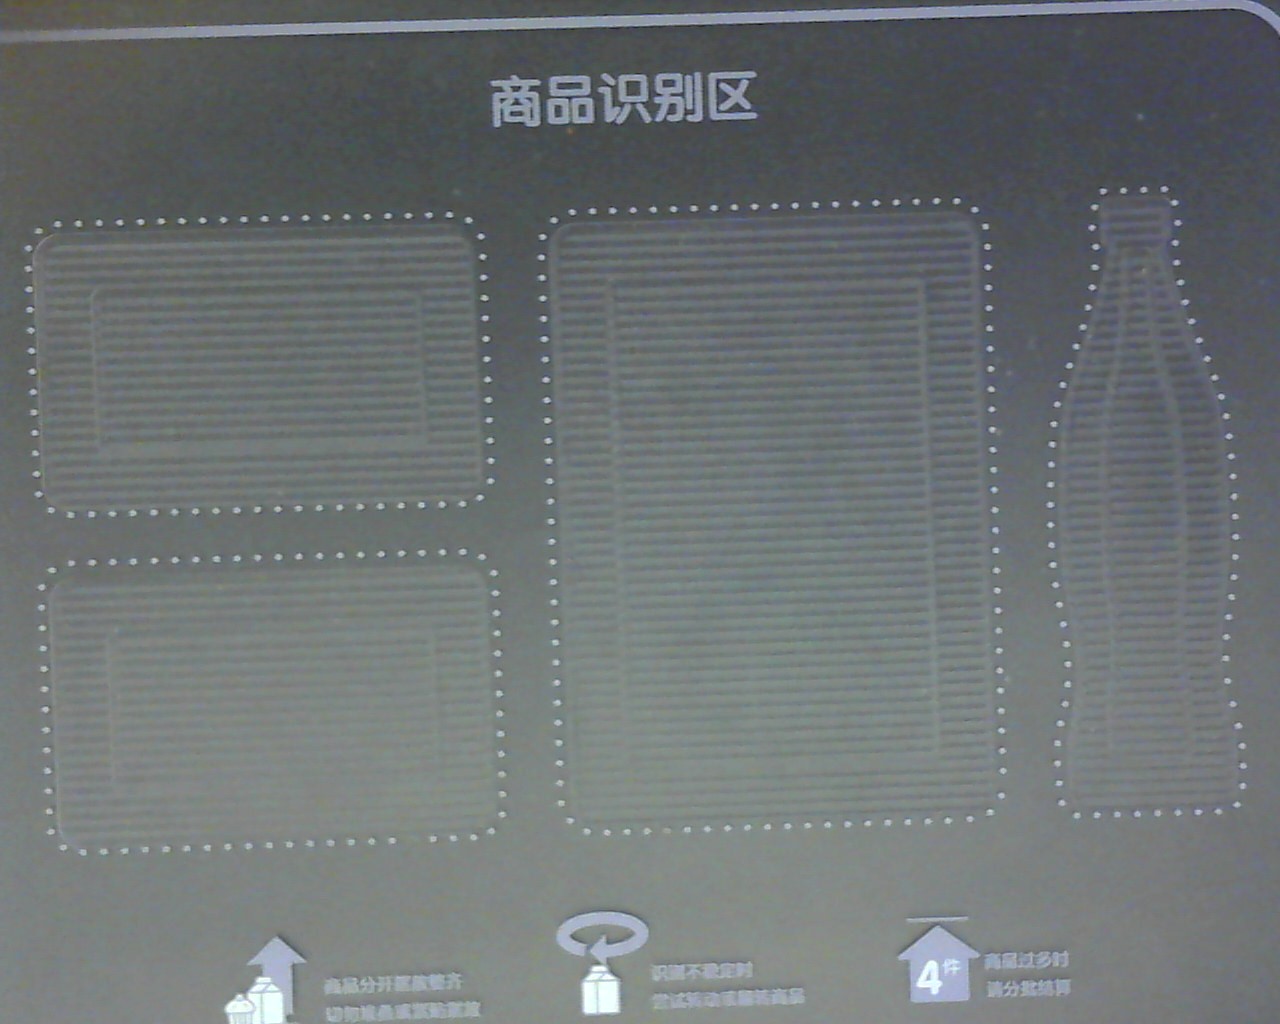 商品识别区
商品分开摆放整齐
切勿堆叠或紧贴摆放
识别不稳定时
尝试转动或翻转商品
4件
商品过多时
请分批结算